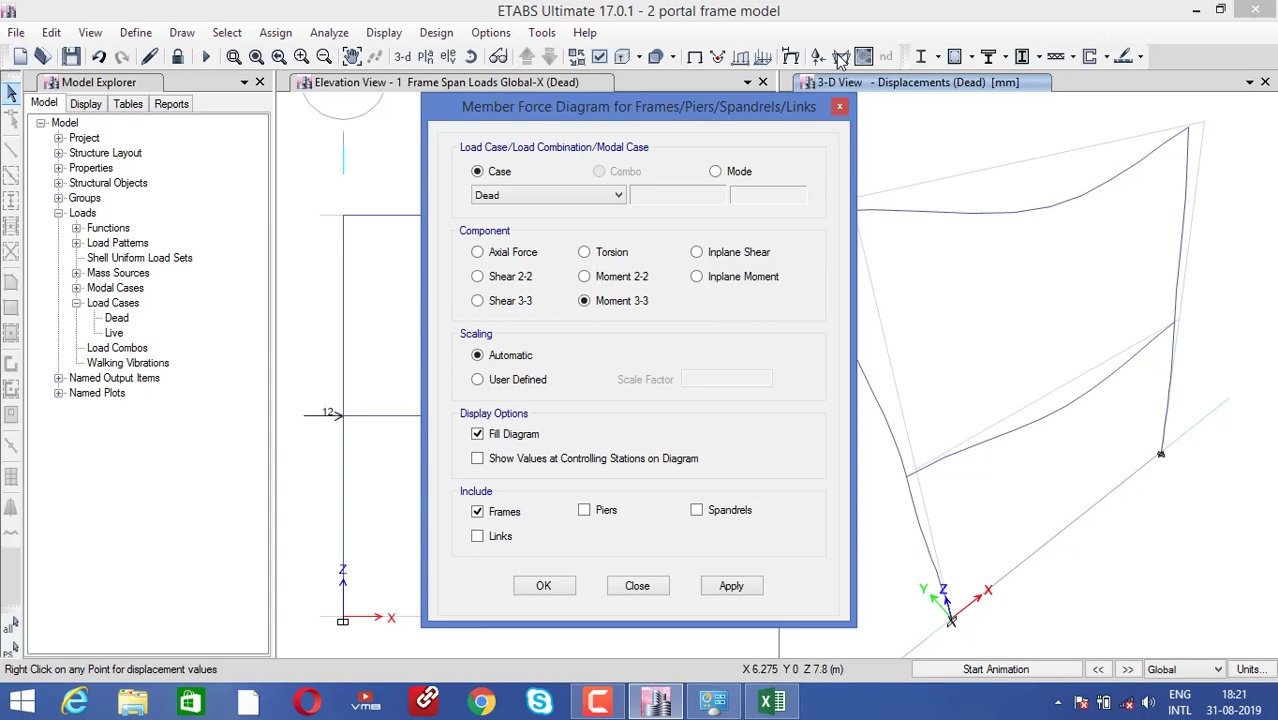 ETABS Ultimate 17.0.1 - 2 portal frame model
File Edit View Define Draw Select Assign Analyze Display Design Options Tools Help
3-d pla ele nd
Model Explorer
Elevation View - 1 Frame Span Loads Global-X (Dead)
3-D View - Displacements (Dead) [mm]
Model Display Tables Reports
Model
Project
Structure Layout
Properties
Structural Objects
Groups
Loads
Functions
Load Patterns
Shell Uniform Load Sets
Mass Sources
Modal Cases
Load Cases
Dead
Live
Load Combos
Walking Vibrations
Named Output Items
Named Plots
all
PS
12
Z
X
Member Force Diagram for Frames/Piers/Spandrels/Links
Load Case/Load Combination/Modal Case
Case Combo Mode
Dead
Component
Axial Force Torsion Inplane Shear
Shear 2-2 Moment 2-2 Inplane Moment
Shear 3-3 Moment 3-3
Scaling
Automatic
User Defined Scale Factor
Display Options
Fill Diagram
Show Values at Controlling Stations on Diagram
Include
Frames Piers Spandrels
Links
OK Close Apply
Y Z X
Right Click on any Point for displacement values
X 6.275 Y 0 Z 7.8 (m)
Start Animation << >> Global Units...
VMB
ENG
INTL
18:21
31-08-2019